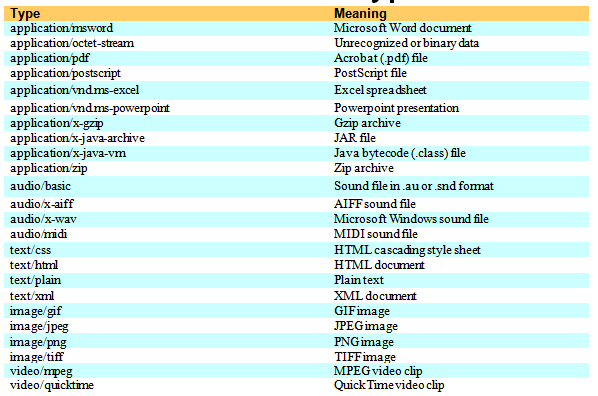 Type Meaning
application/msword Microsoft Word document
application/octet-stream Unrecognized or binary data
application/pdf Acrobat (.pdf) file
application/postscript PostScript file
application/vnd.ms-excel Excel spreadsheet
application/vnd.ms-powerpoint Powerpoint presentation
application/x-gzip Gzip archive
application/x-java-archive JAR file
application/x-java-vm Java bytecode (.class) file
application/zip Zip archive
audio/basic Sound file in .au or .snd format
audio/x-aiff AIFF sound file
audio/x-wav Microsoft Windows sound file
audio/midi MIDI sound file
text/css HTML cascading style sheet
text/html HTML document
text/plain Plain text
text/xml XML document
image/gif GIF image
image/jpeg JPEG image
image/png PNG image
image/tiff TIFF image
video/mpeg MPEG video clip
video/quicktime QuickTime video clip